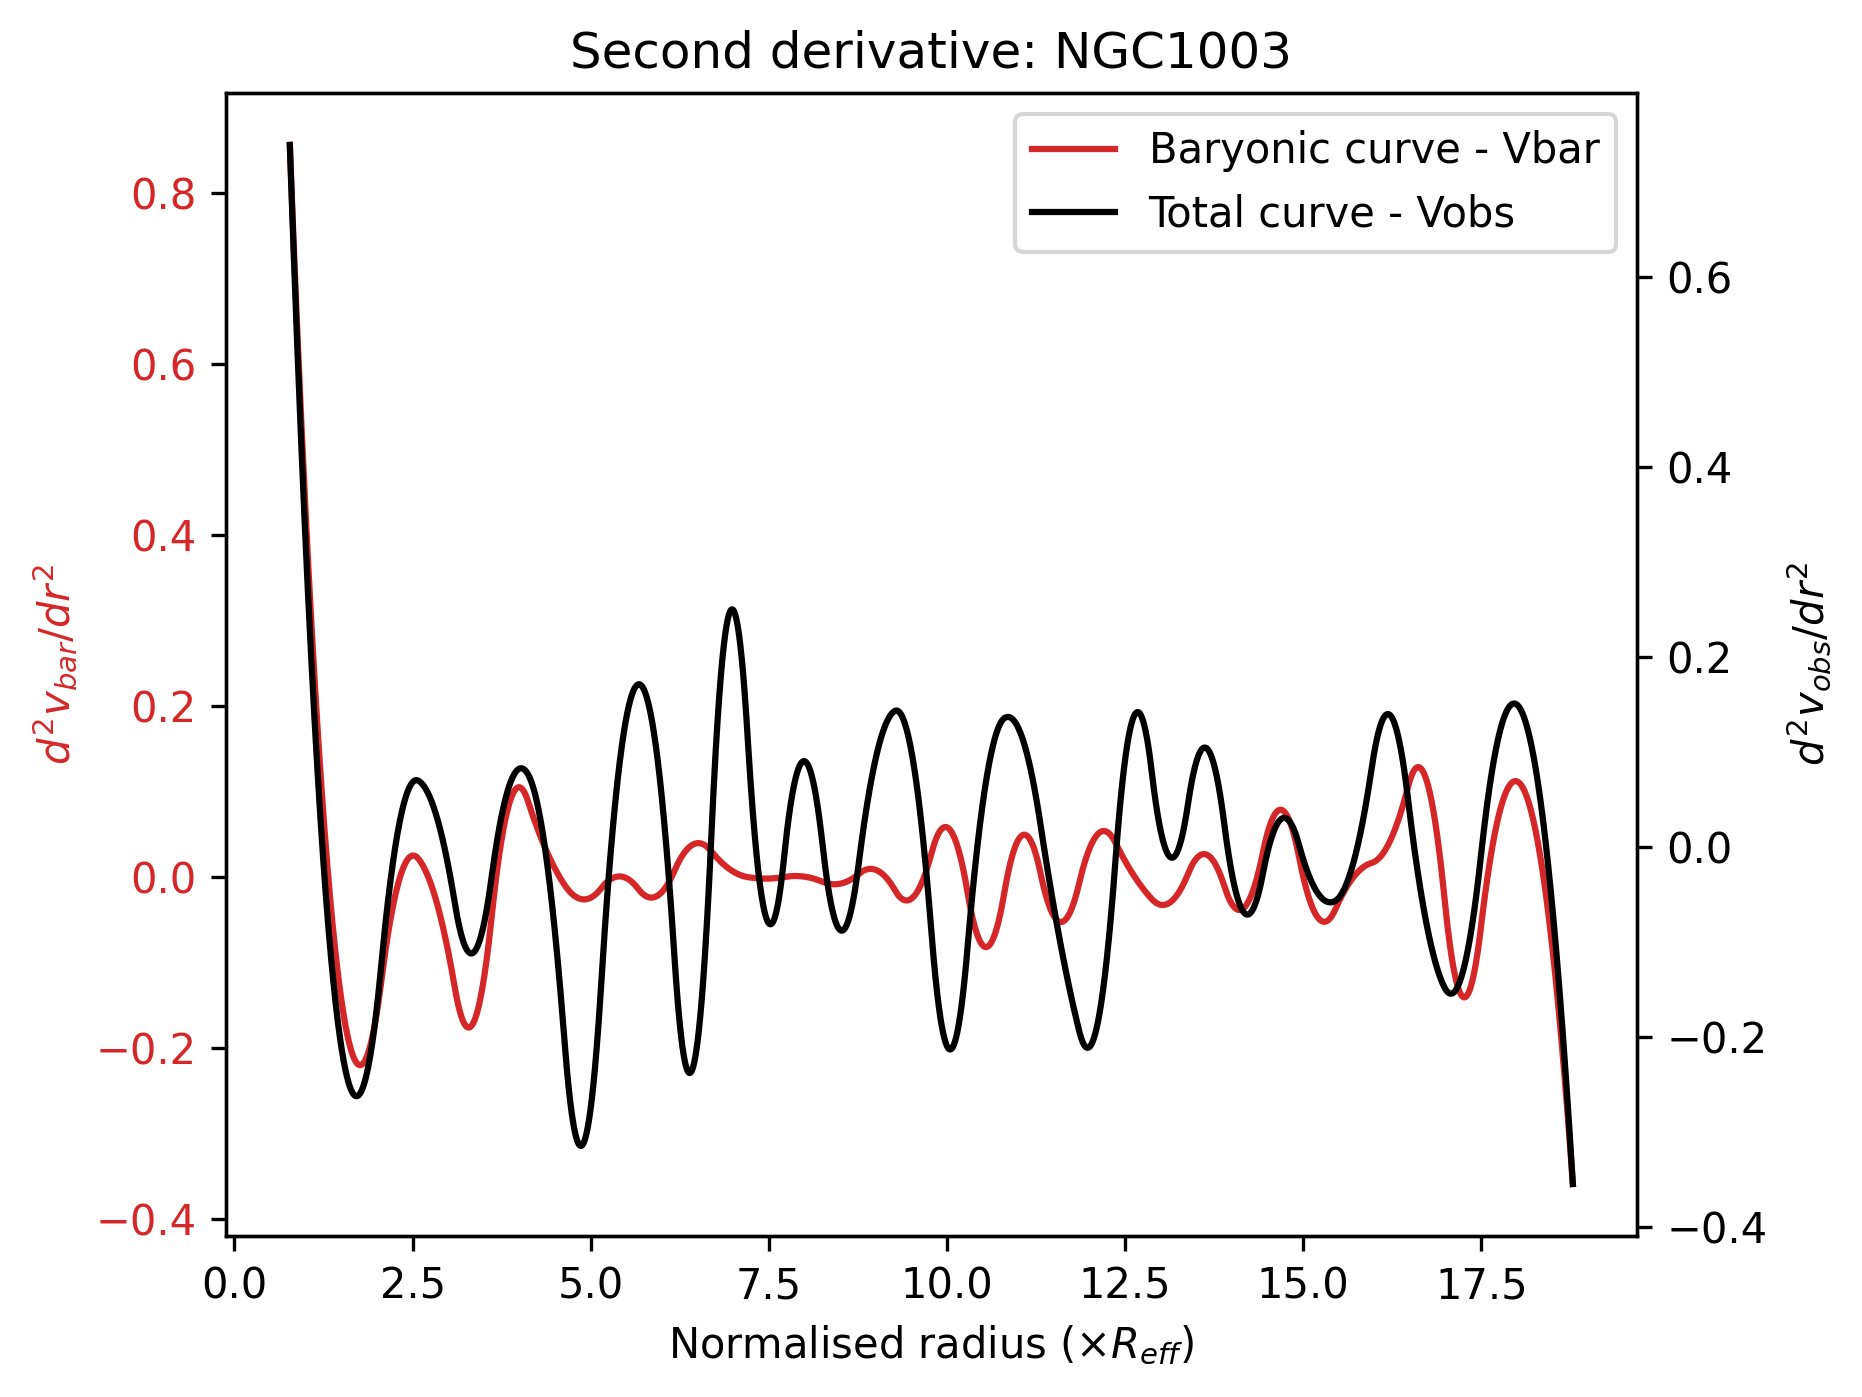 Second derivative: NGC1003
Baryonic curve - Vbar
Total curve - Vobs
0.8
0.6
0.4
0.2
0.0
−0.2
−0.4
d²v_bar/dr²
0.6
0.4
0.2
0.0
−0.2
−0.4
d²v_obs/dr²
0.0 2.5 5.0 7.5 10.0 12.5 15.0 17.5
Normalised radius (×R_eff)